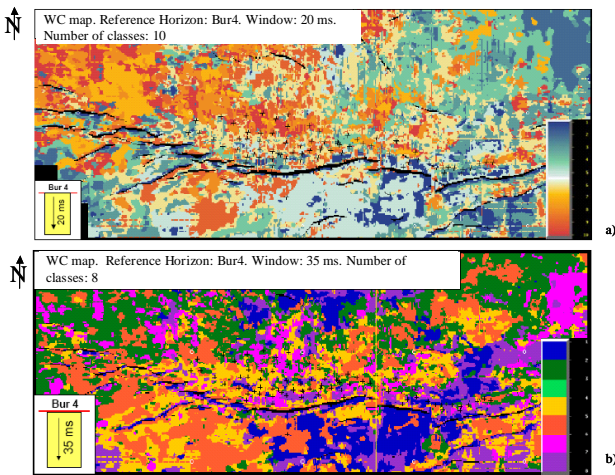 N
WC map. Reference Horizon: Bur4. Window: 20 ms.
Number of classes: 10
Bur 4
20 ms
a)
N
WC map. Reference Horizon: Bur4. Window: 35 ms. Number of
classes: 8
Bur 4
35 ms
b)